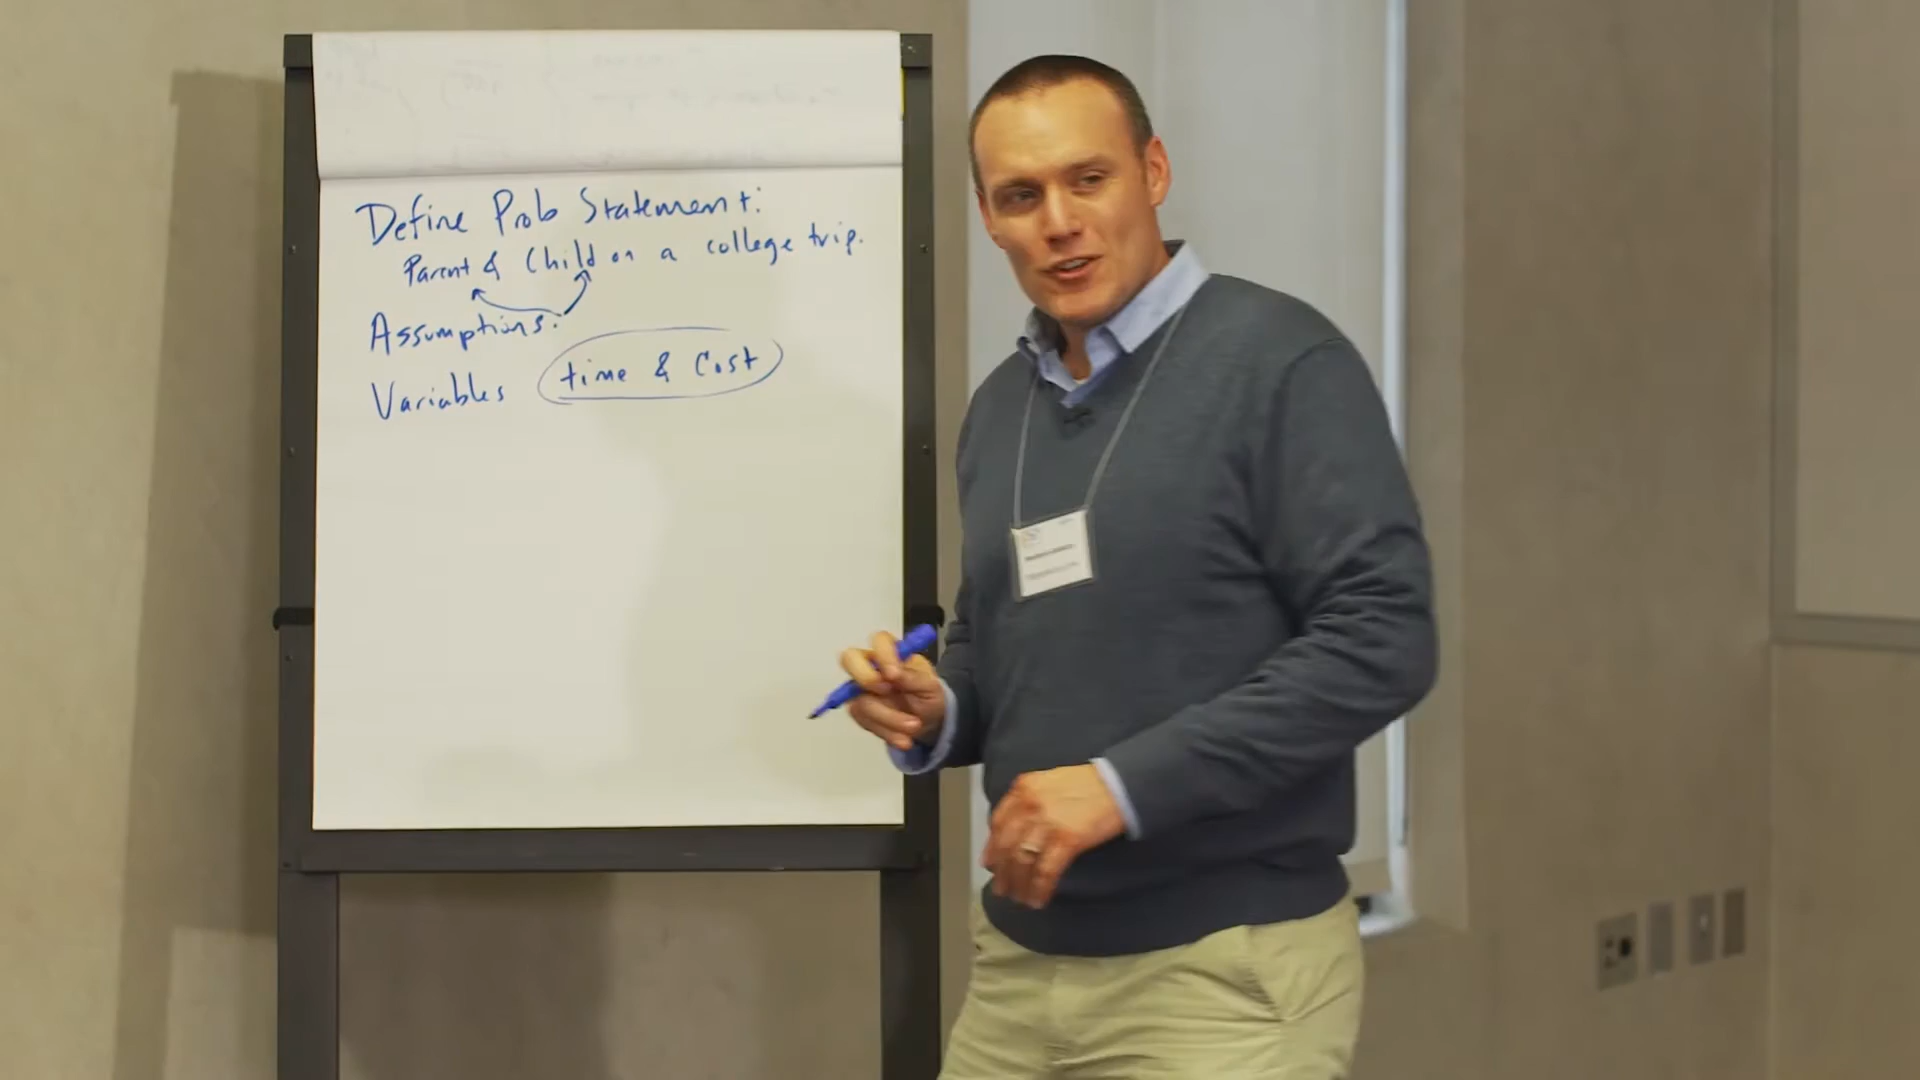 Define Prob Statement:
Parent & Child on a college trip.
Assumptions:
Variables time & Cost